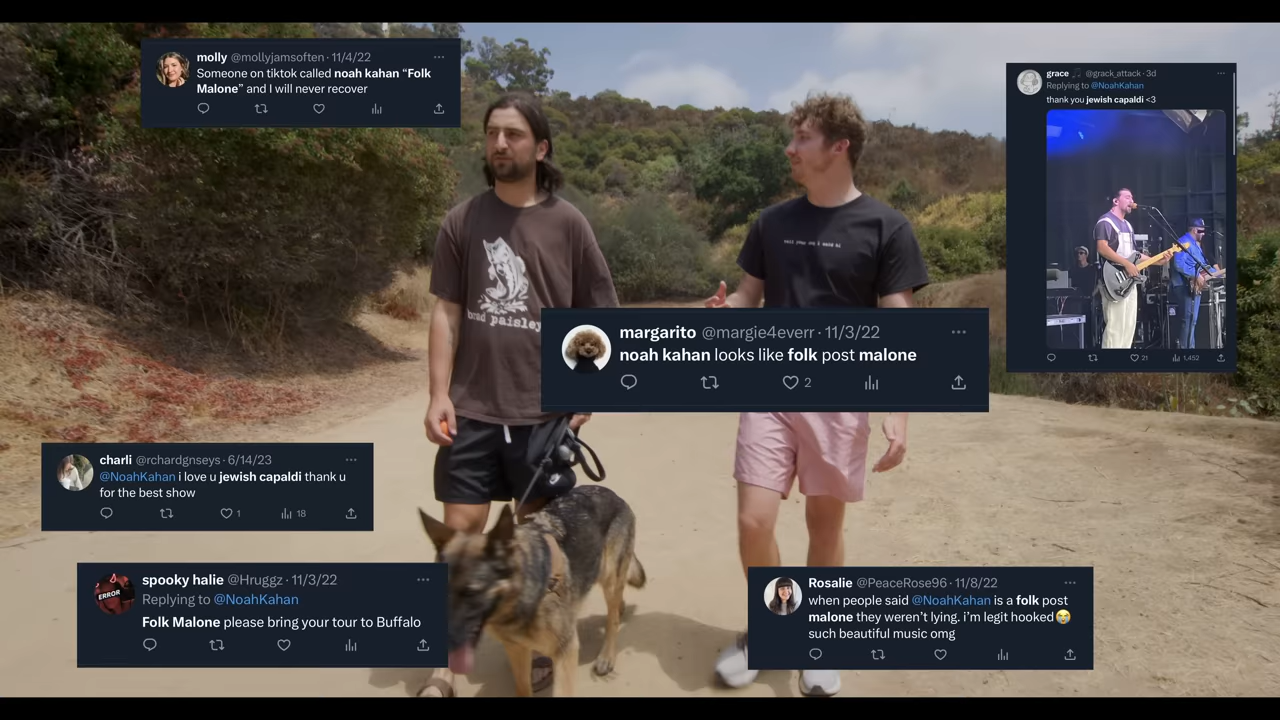 molly @mollyjamsoften · 11/4/22
Someone on tiktok called noah kahan “Folk
Malone” and I will never recover
grace @grack_attack · 3d
Replying to @NoahKahan
thank you jewish capaldi <3
21 1,452
brad paisley
margarito @margie4everr · 11/3/22
noah kahan looks like folk post malone
2
charli @rchardgnseys · 6/14/23
@NoahKahan i love u jewish capaldi thank u
for the best show
1 18
spooky halie @Hruggz · 11/3/22
Replying to @NoahKahan
Folk Malone please bring your tour to Buffalo
ERROR
Rosalie @PeaceRose96 · 11/8/22
when people said @NoahKahan is a folk post
malone they weren’t lying. i’m legit hooked😭
such beautiful music omg